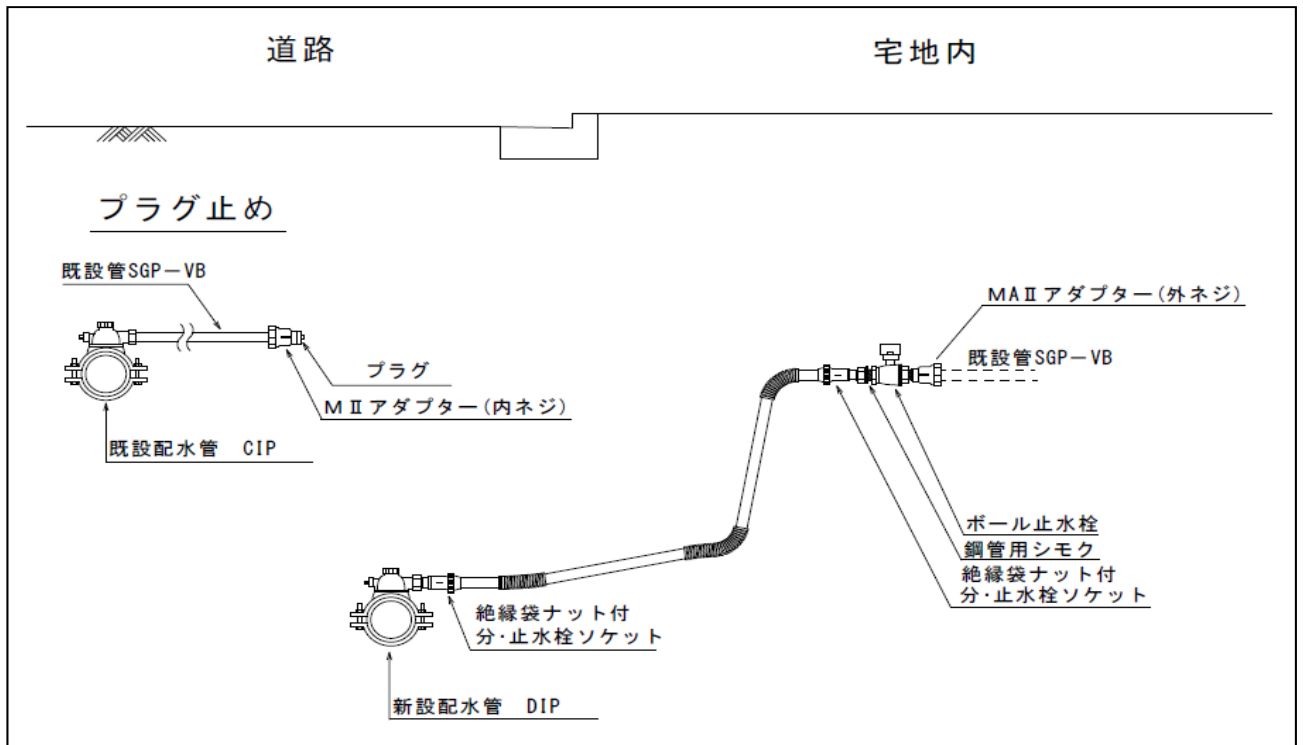 道路
宅地内
プラグ止め
既設管SGP－VB
プラグ
MⅡアダプター(内ネジ)
既設配水管 CIP
MAⅡアダプター(外ネジ)
既設管SGP－VB
ボール止水栓
鋼管用シモク
絶縁袋ナット付
分・止水栓ソケット
絶縁袋ナット付
分・止水栓ソケット
新設配水管 DIP